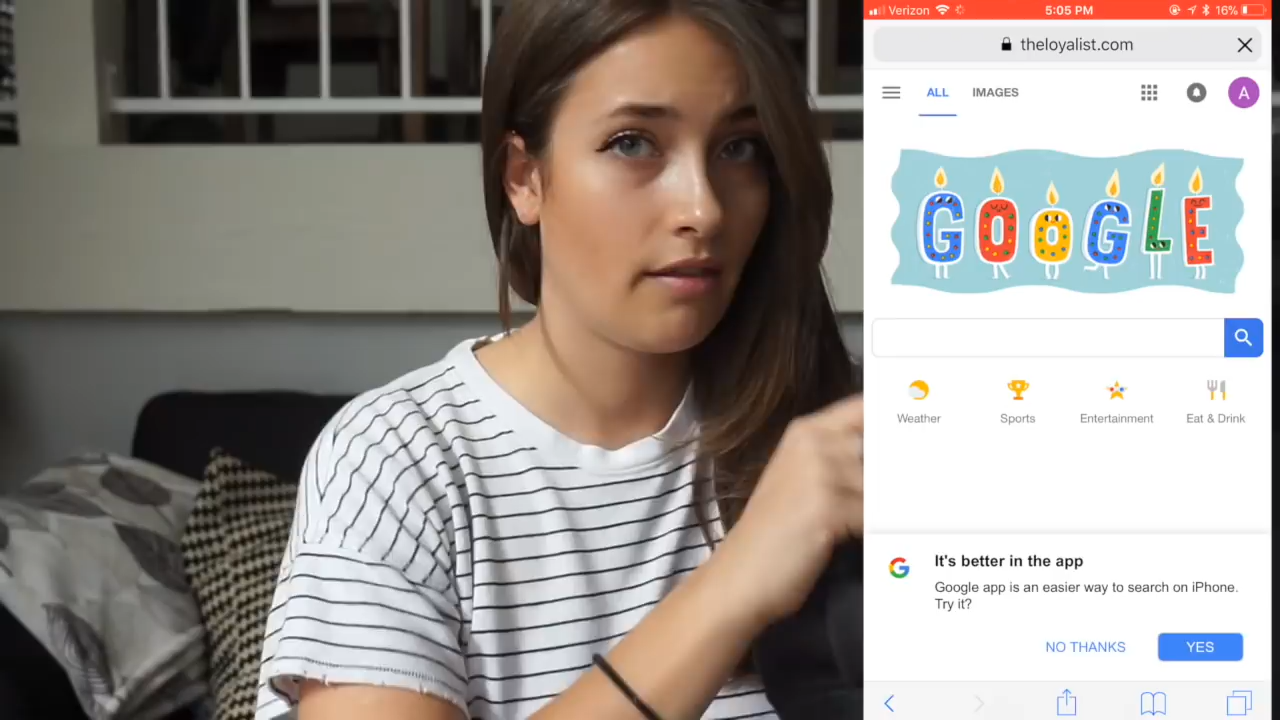 Verizon 5:05 PM 16%
theloyalist.com
ALL IMAGES A
GOOGLE
Weather Sports Entertainment Eat & Drink
G It's better in the app
Google app is an easier way to search on iPhone.
Try it?
NO THANKS YES